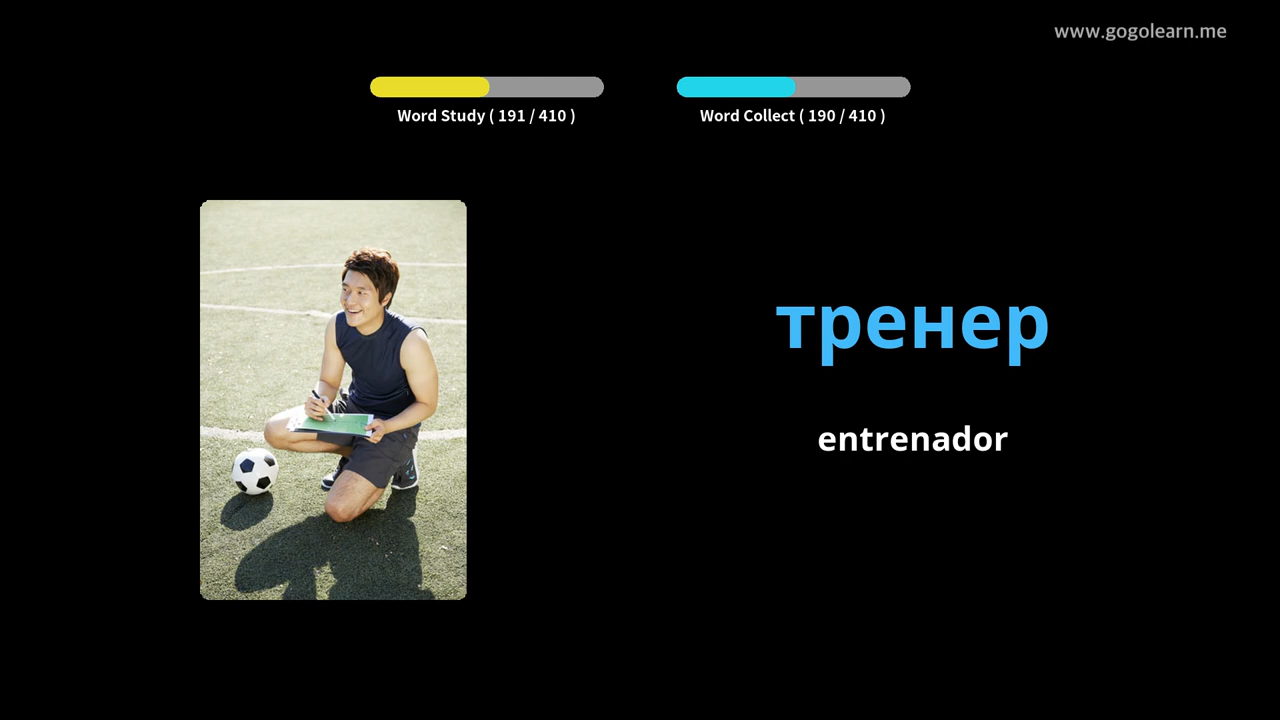 www.gogolearn.me
Word Study ( 191 / 410 )
Word Collect ( 190 / 410 )
тренер
entrenador